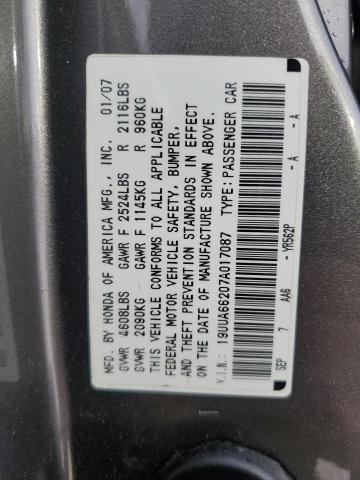 MFD. BY HONDA OF AMERICA MFG., INC. 01/07
GVWR 4608LBS GAWR F 2524LBS R 2116LBS
GVWR 2090KG GAWR F 1145KG R 960KG
THIS VEHICLE CONFORMS TO ALL APPLICABLE
FEDERAL MOTOR VEHICLE SAFETY, BUMPER,
AND THEFT PREVENTION STANDARDS IN EFFECT
ON THE DATE OF MANUFACTURE SHOWN ABOVE.
V.I.N.: 19UUA66207A017087 TYPE: PASSENGER CAR
SEP 7 AA6 -YR562P -A -A